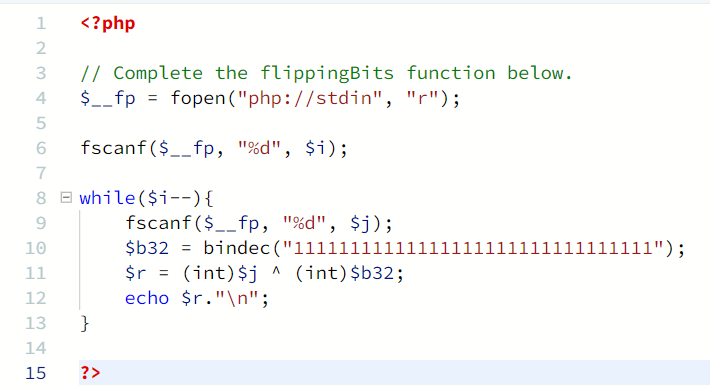 1 <?php
2
3 // Complete the flippingBits function below.
4 $__fp = fopen("php://stdin", "r");
5
6 fscanf($__fp, "%d", $i);
7
8 while($i--){
9     fscanf($__fp, "%d", $j);
10     $b32 = bindec("11111111111111111111111111111111");
11     $r = (int)$j ^ (int)$b32;
12     echo $r."\n";
13 }
14
15 ?>